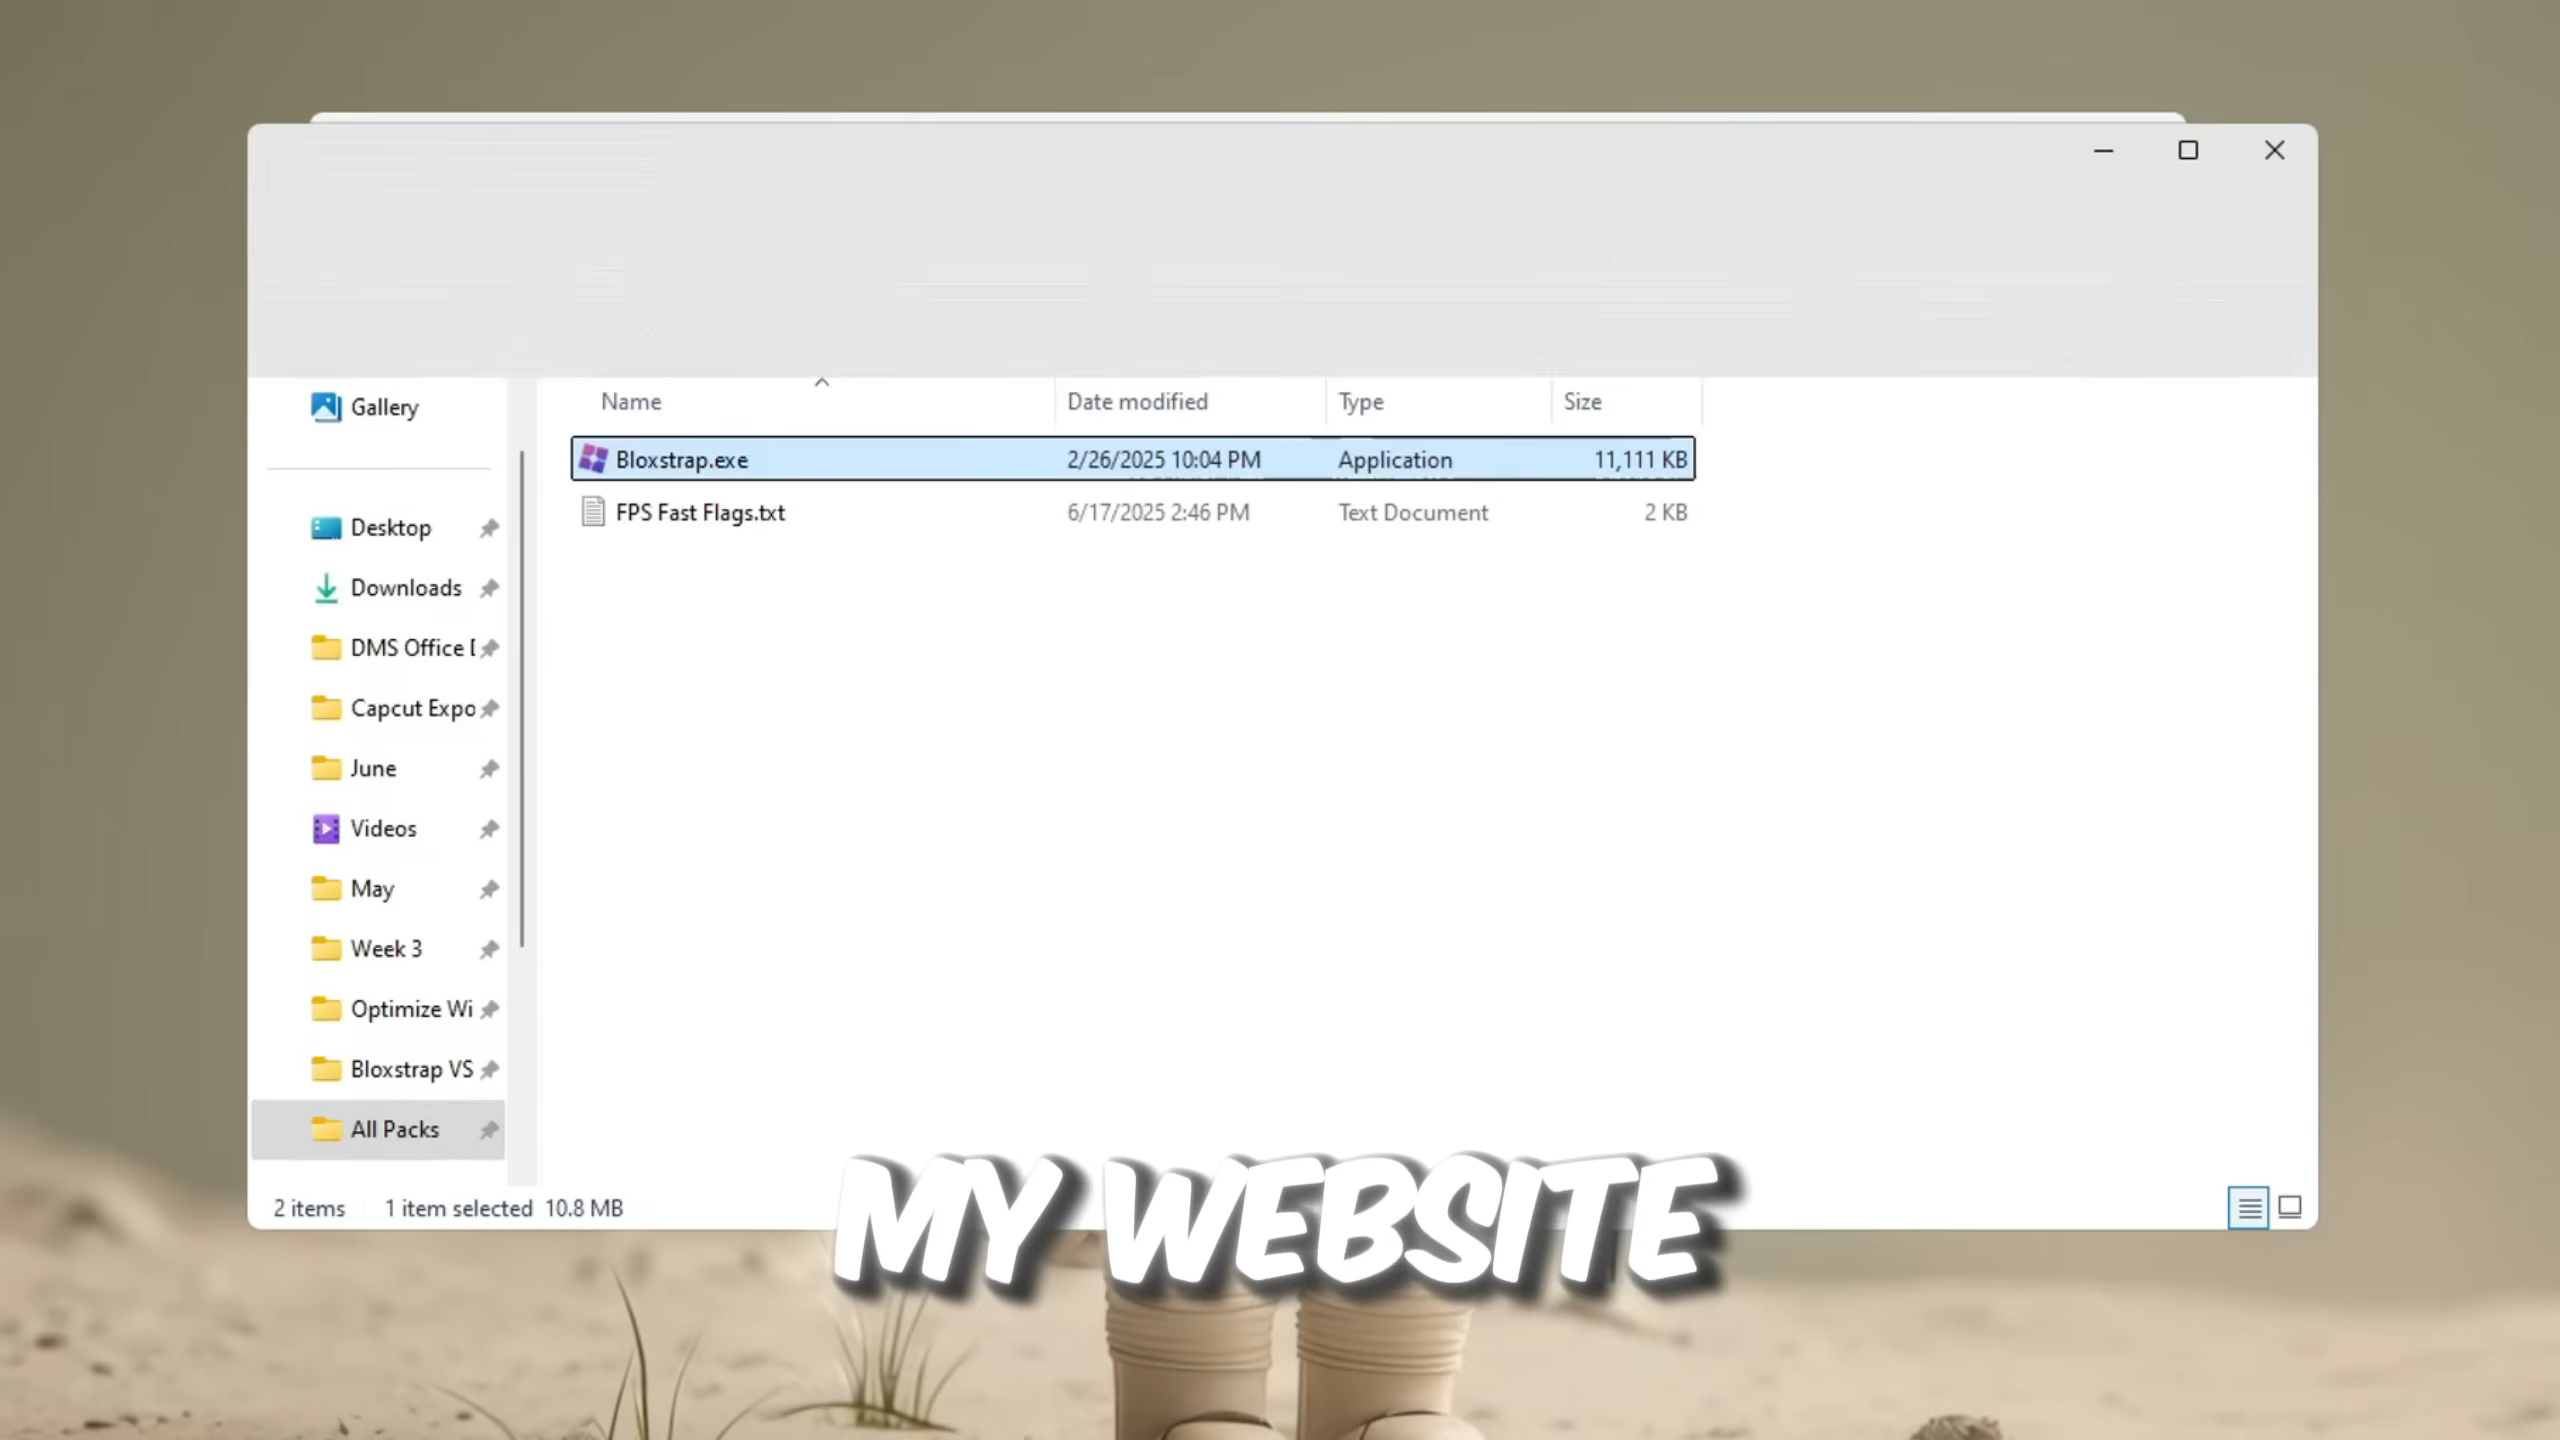 Name
Date modified
Type
Size
Gallery
Bloxstrap.exe
2/26/2025 10:04 PM
Application
11,111 KB
FPS Fast Flags.txt
6/17/2025 2:46 PM
Text Document
2 KB
Desktop
Downloads
DMS Office
Capcut Expo
June
Videos
May
Week 3
Optimize Wi
Bloxstrap VS
All Packs
2 items
1 item selected
10.8 MB
MY WEBSITE